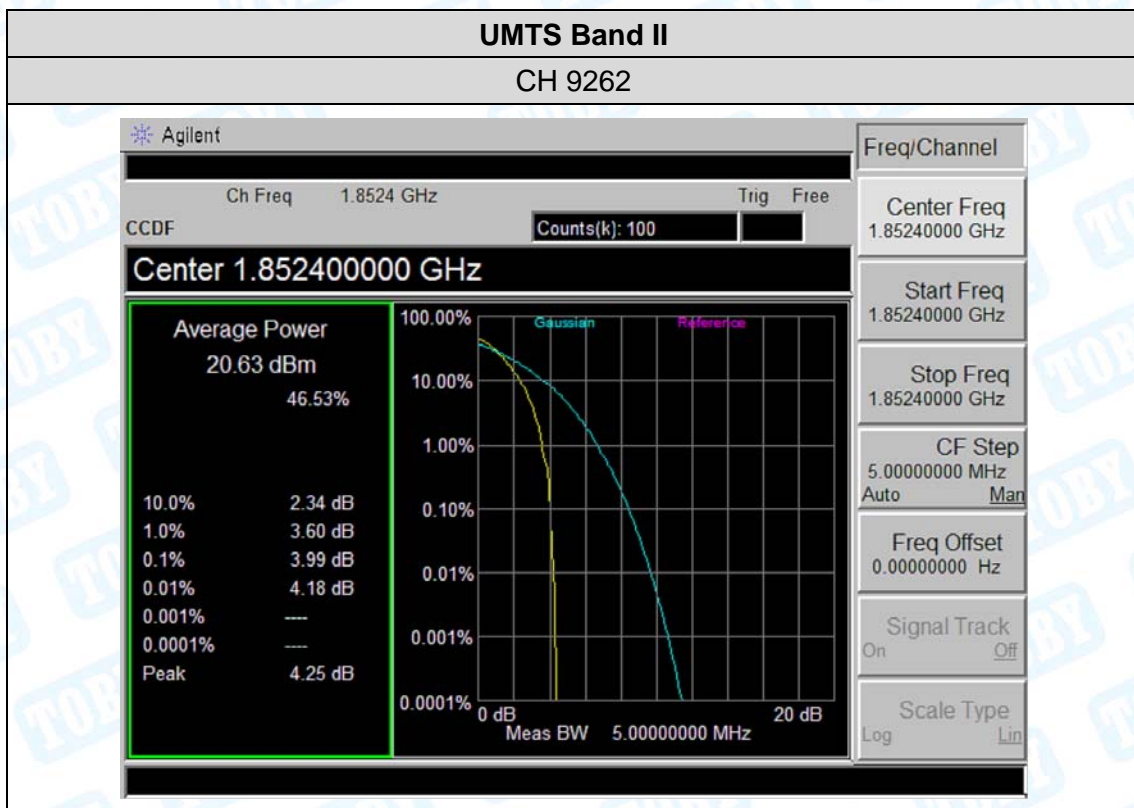 UMTS Band II
CH 9262
Agilent
Ch Freq 1.8524 GHz Trig Free
CCDF Counts(k): 100
Center 1.852400000 GHz
Average Power
20.63 dBm
46.53%
10.0% 2.34 dB
1.0% 3.60 dB
0.1% 3.99 dB
0.01% 4.18 dB
0.001% ----
0.0001% ----
Peak 4.25 dB
Gaussian Reference
100.00%
10.00%
1.00%
0.10%
0.01%
0.001%
0.0001%
0 dB 20 dB
Meas BW 5.00000000 MHz
Freq/Channel
Center Freq
1.85240000 GHz
Start Freq
1.85240000 GHz
Stop Freq
1.85240000 GHz
CF Step
5.00000000 MHz
Auto Man
Freq Offset
0.00000000 Hz
Signal Track
On Off
Scale Type
Log Lin
TOBY